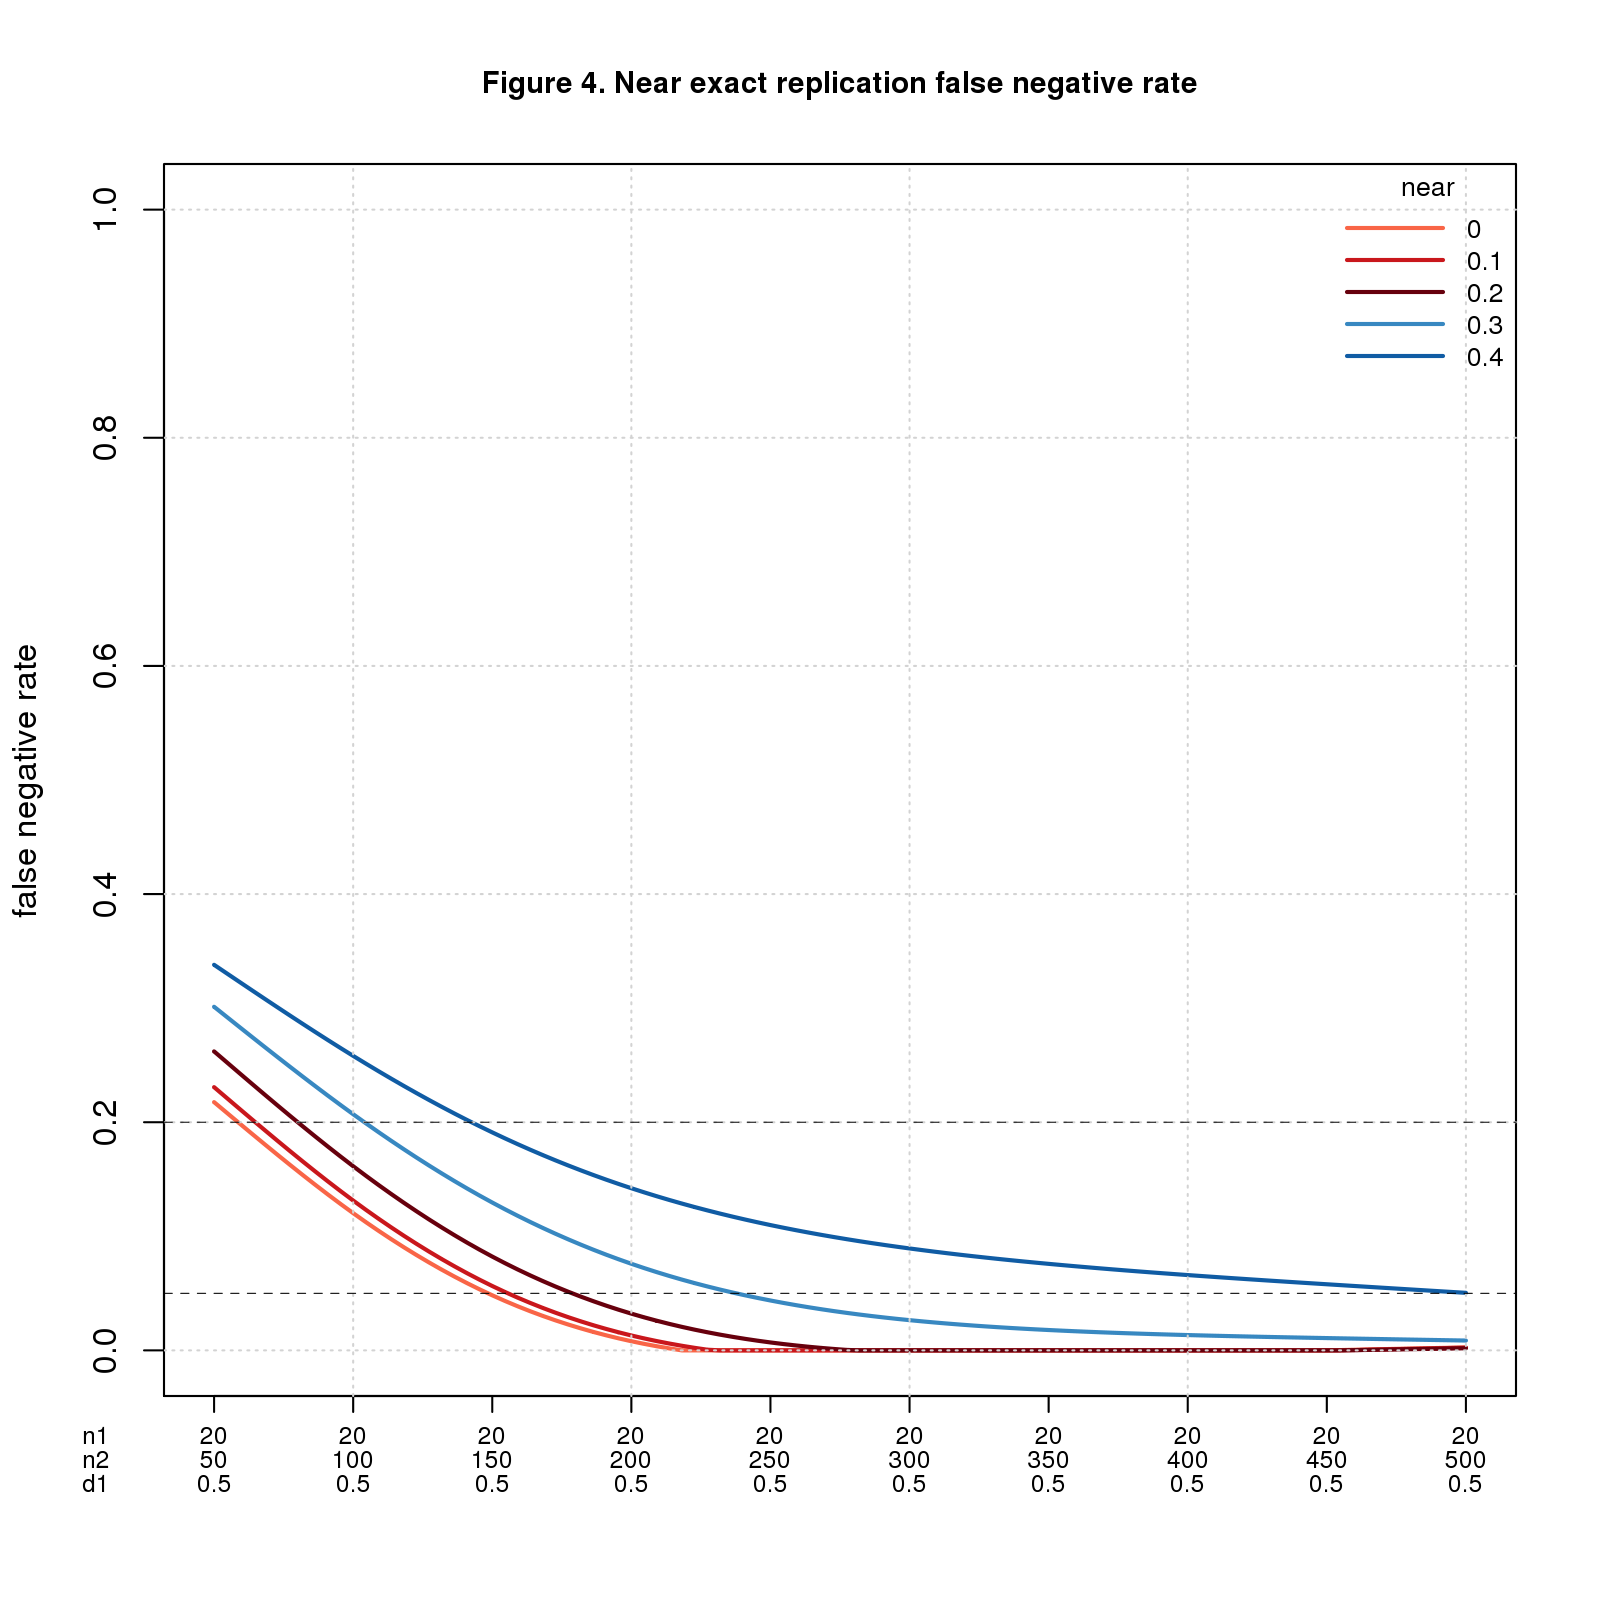 Figure 4. Near exact replication false negative rate
near
0
0.1
0.2
0.3
0.4
false negative rate
1.0
0.8
0.6
0.4
0.2
0.0
n1 20 20 20 20 20 20 20 20 20 20
n2 50 100 150 200 250 300 350 400 450 500
d1 0.5 0.5 0.5 0.5 0.5 0.5 0.5 0.5 0.5 0.5